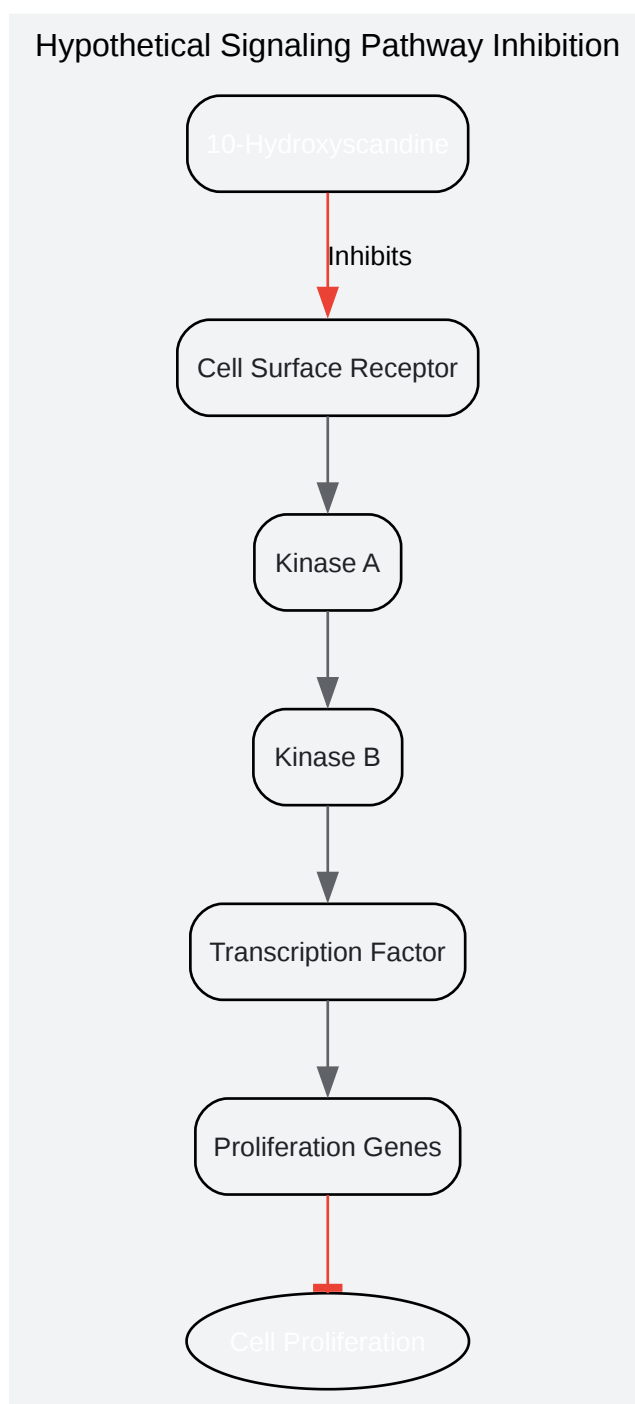 Hypothetical Signaling Pathway Inhibition
10-Hydroxyscandine
Inhibits
Cell Surface Receptor
Kinase A
Kinase B
Transcription Factor
Proliferation Genes
Cell Proliferation